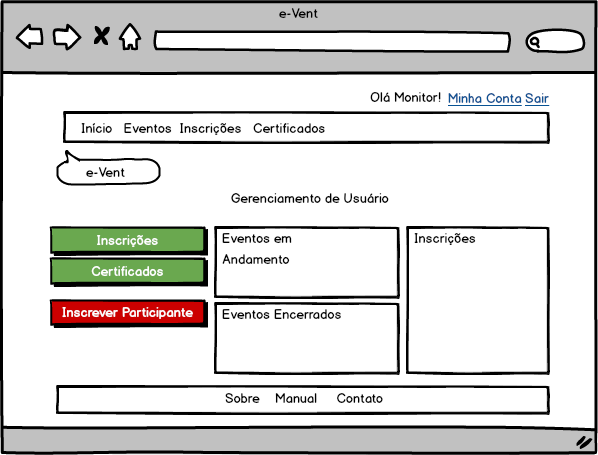 e-Vent
Olá Monitor! Minha Conta Sair
Início Eventos Inscrições Certificados
e-Vent
Gerenciamento de Usuário
Inscrições
Certificados
Inscrever Participante
Eventos em
Andamento
Eventos Encerrados
Inscrições
Sobre Manual Contato